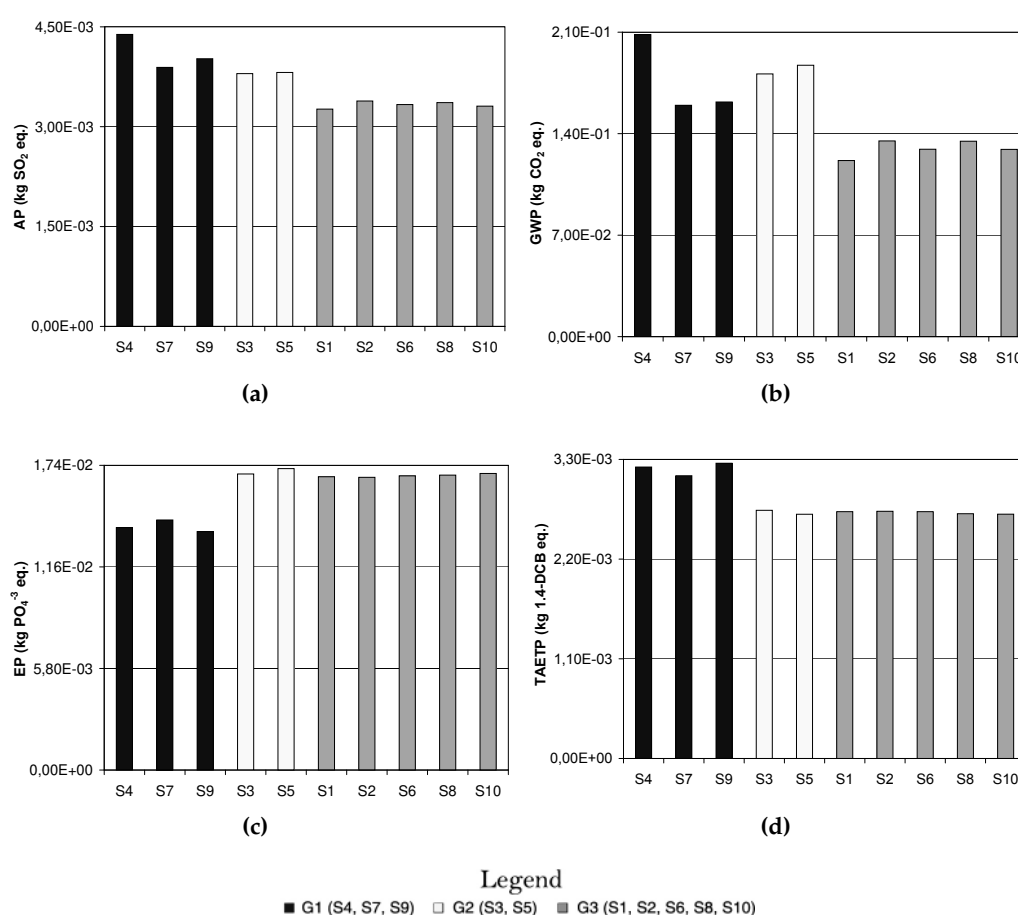 4,50E-03
3,00E-03
1,50E-03
0,00E+00
AP (kg SO₂ eq.)
S4 S7 S9 S3 S5 S1 S2 S6 S8 S10
(a)
2,10E-01
1,40E-01
7,00E-02
0,00E+00
GWP (kg CO₂ eq.)
S4 S7 S9 S3 S5 S1 S2 S6 S8 S10
(b)
1,74E-02
1,16E-02
5,80E-03
0,00E+00
EP (kg PO₄⁻³ eq.)
S4 S7 S9 S3 S5 S1 S2 S6 S8 S10
(c)
3,30E-03
2,20E-03
1,10E-03
0,00E+00
TAETP (kg 1.4-DCB eq.)
S4 S7 S9 S3 S5 S1 S2 S6 S8 S10
(d)
Legend
G1 (S4, S7, S9) G2 (S3, S5) G3 (S1, S2, S6, S8, S10)